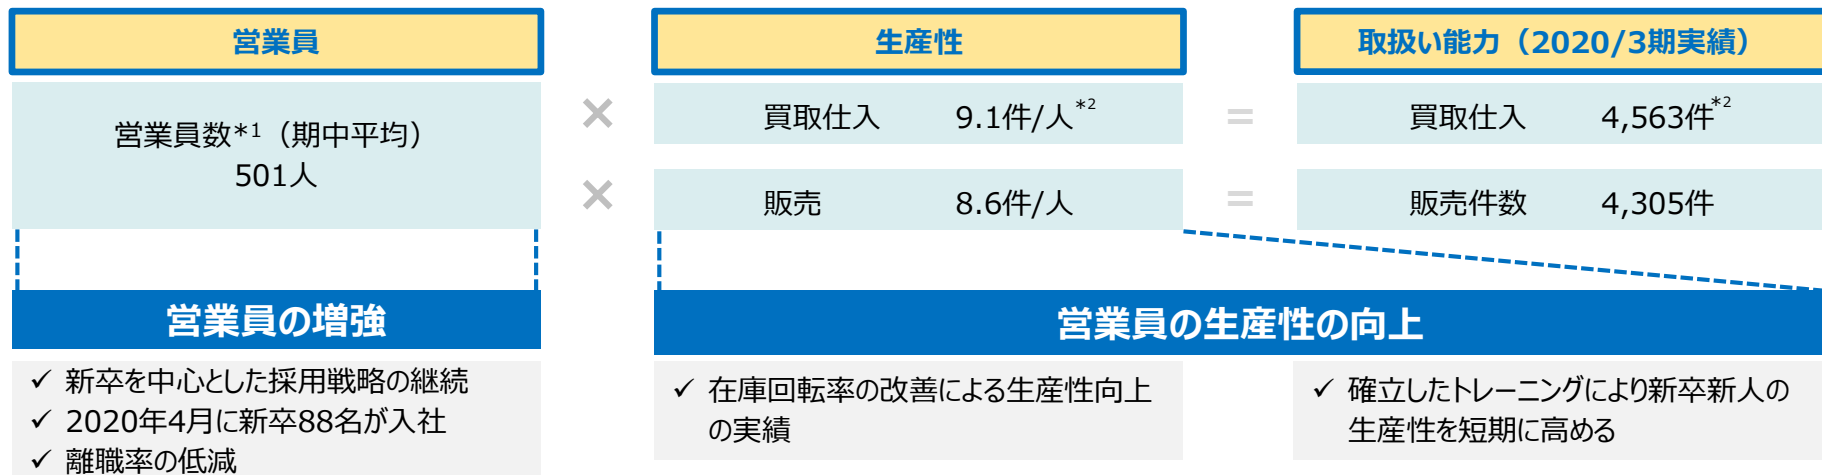 営業員
生産性
取扱い能力（2020/3期実績）
営業員数*1（期中平均）
501人
×
買取仕入 9.1件/人*2
=
買取仕入 4,563件*2
×
販売 8.6件/人
=
販売件数 4,305件
営業員の増強
営業員の生産性の向上
✓ 新卒を中心とした採用戦略の継続
✓ 2020年4月に新卒88名が入社
✓ 離職率の低減
✓ 在庫回転率の改善による生産性向上
の実績
✓ 確立したトレーニングにより新卒新人の
生産性を短期に高める